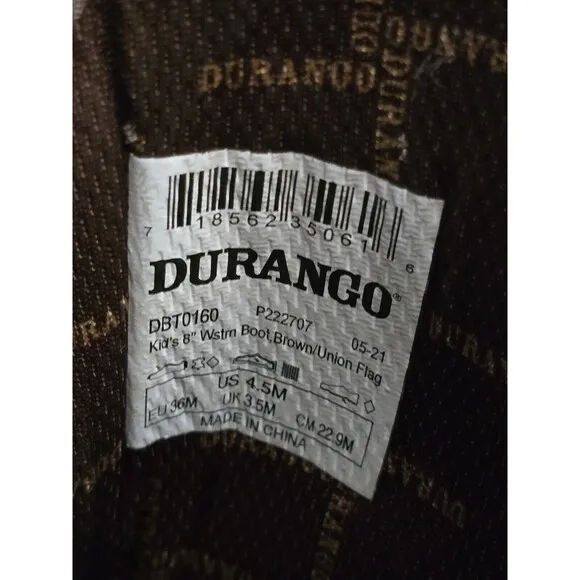 DURANGO
DURAN
7 18562 35061 6
DURANGO®
DBT0160 P222707 05-21
Kid's 8" Wstrn Boot,Brown/Union Flag
US 4.5M
EU 36M UK 3.5M CM 22.9M
MADE IN CHINA
DURANGO